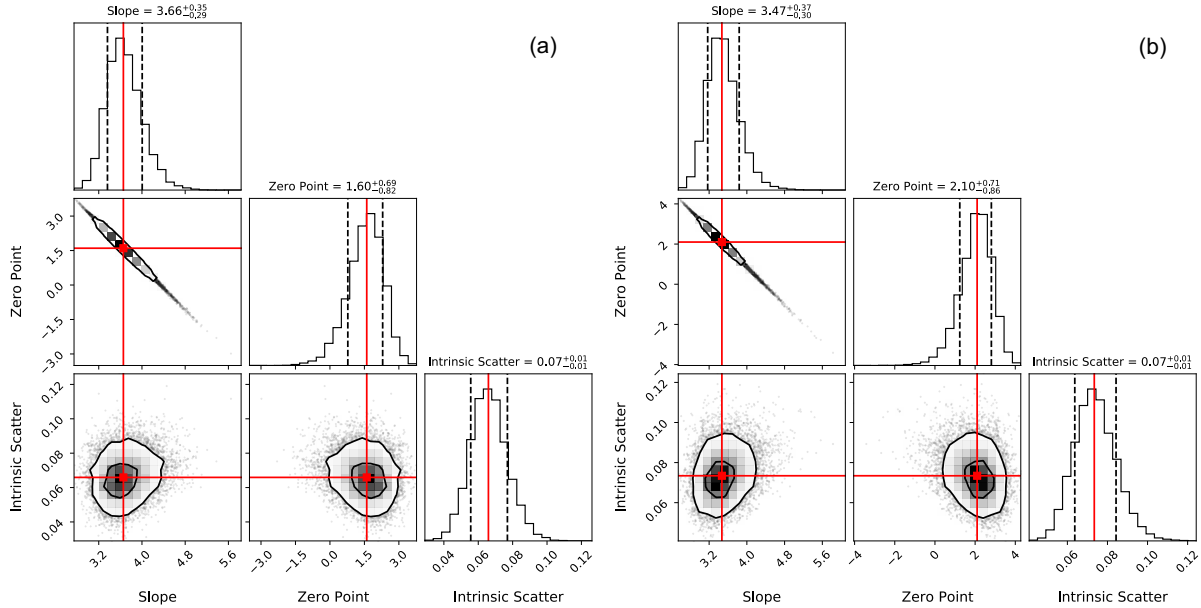 Slope = 3.66+0.35−0.29
(a)
3.0
1.5
0.0
−1.5
−3.0
Zero Point
Zero Point = 1.60+0.69−0.82
0.12
0.10
0.08
0.06
0.04
Intrinsic Scatter
Intrinsic Scatter = 0.07+0.01−0.01
3.2 4.0 4.8 5.6
−3.0 −1.5 0.0 1.5 3.0
0.04 0.06 0.08 0.10 0.12
Slope Zero Point Intrinsic Scatter
Slope = 3.47+0.37−0.30
(b)
4
2
0
−2
−4
Zero Point
Zero Point = 2.10+0.71−0.86
0.12
0.10
0.08
0.06
Intrinsic Scatter
Intrinsic Scatter = 0.07+0.01−0.01
3.2 4.0 4.8 5.6
−4 −2 0 2 4
0.06 0.08 0.10 0.12
Slope Zero Point Intrinsic Scatter